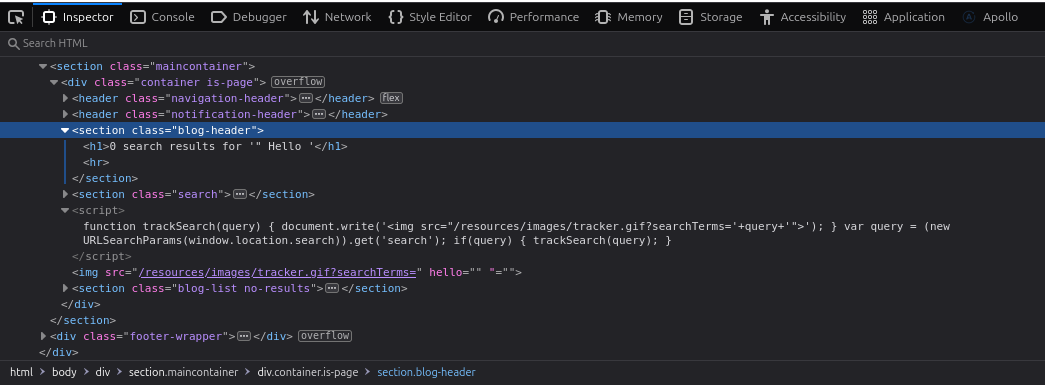 Inspector Console Debugger Network Style Editor Performance Memory Storage Accessibility Application Apollo
Search HTML
<section class="maincontainer">
<div class="container is-page"> overflow
<header class="navigation-header"> ••• </header> flex
<header class="notification-header"> ••• </header>
<section class="blog-header">
<h1>0 search results for '" Hello '</h1>
<hr>
</section>
<section class="search"> ••• </section>
<script>
function trackSearch(query) { document.write('<img src="/resources/images/tracker.gif?searchTerms='+query+'">'); } var query = (new
URLSearchParams(window.location.search)).get('search'); if(query) { trackSearch(query); }
</script>
<img src="/resources/images/tracker.gif?searchTerms=" hello="" "="">
<section class="blog-list no-results"> ••• </section>
</div>
</section>
<div class="footer-wrapper"> ••• </div> overflow
</div>
html > body > div > section.maincontainer > div.container.is-page > section.blog-header